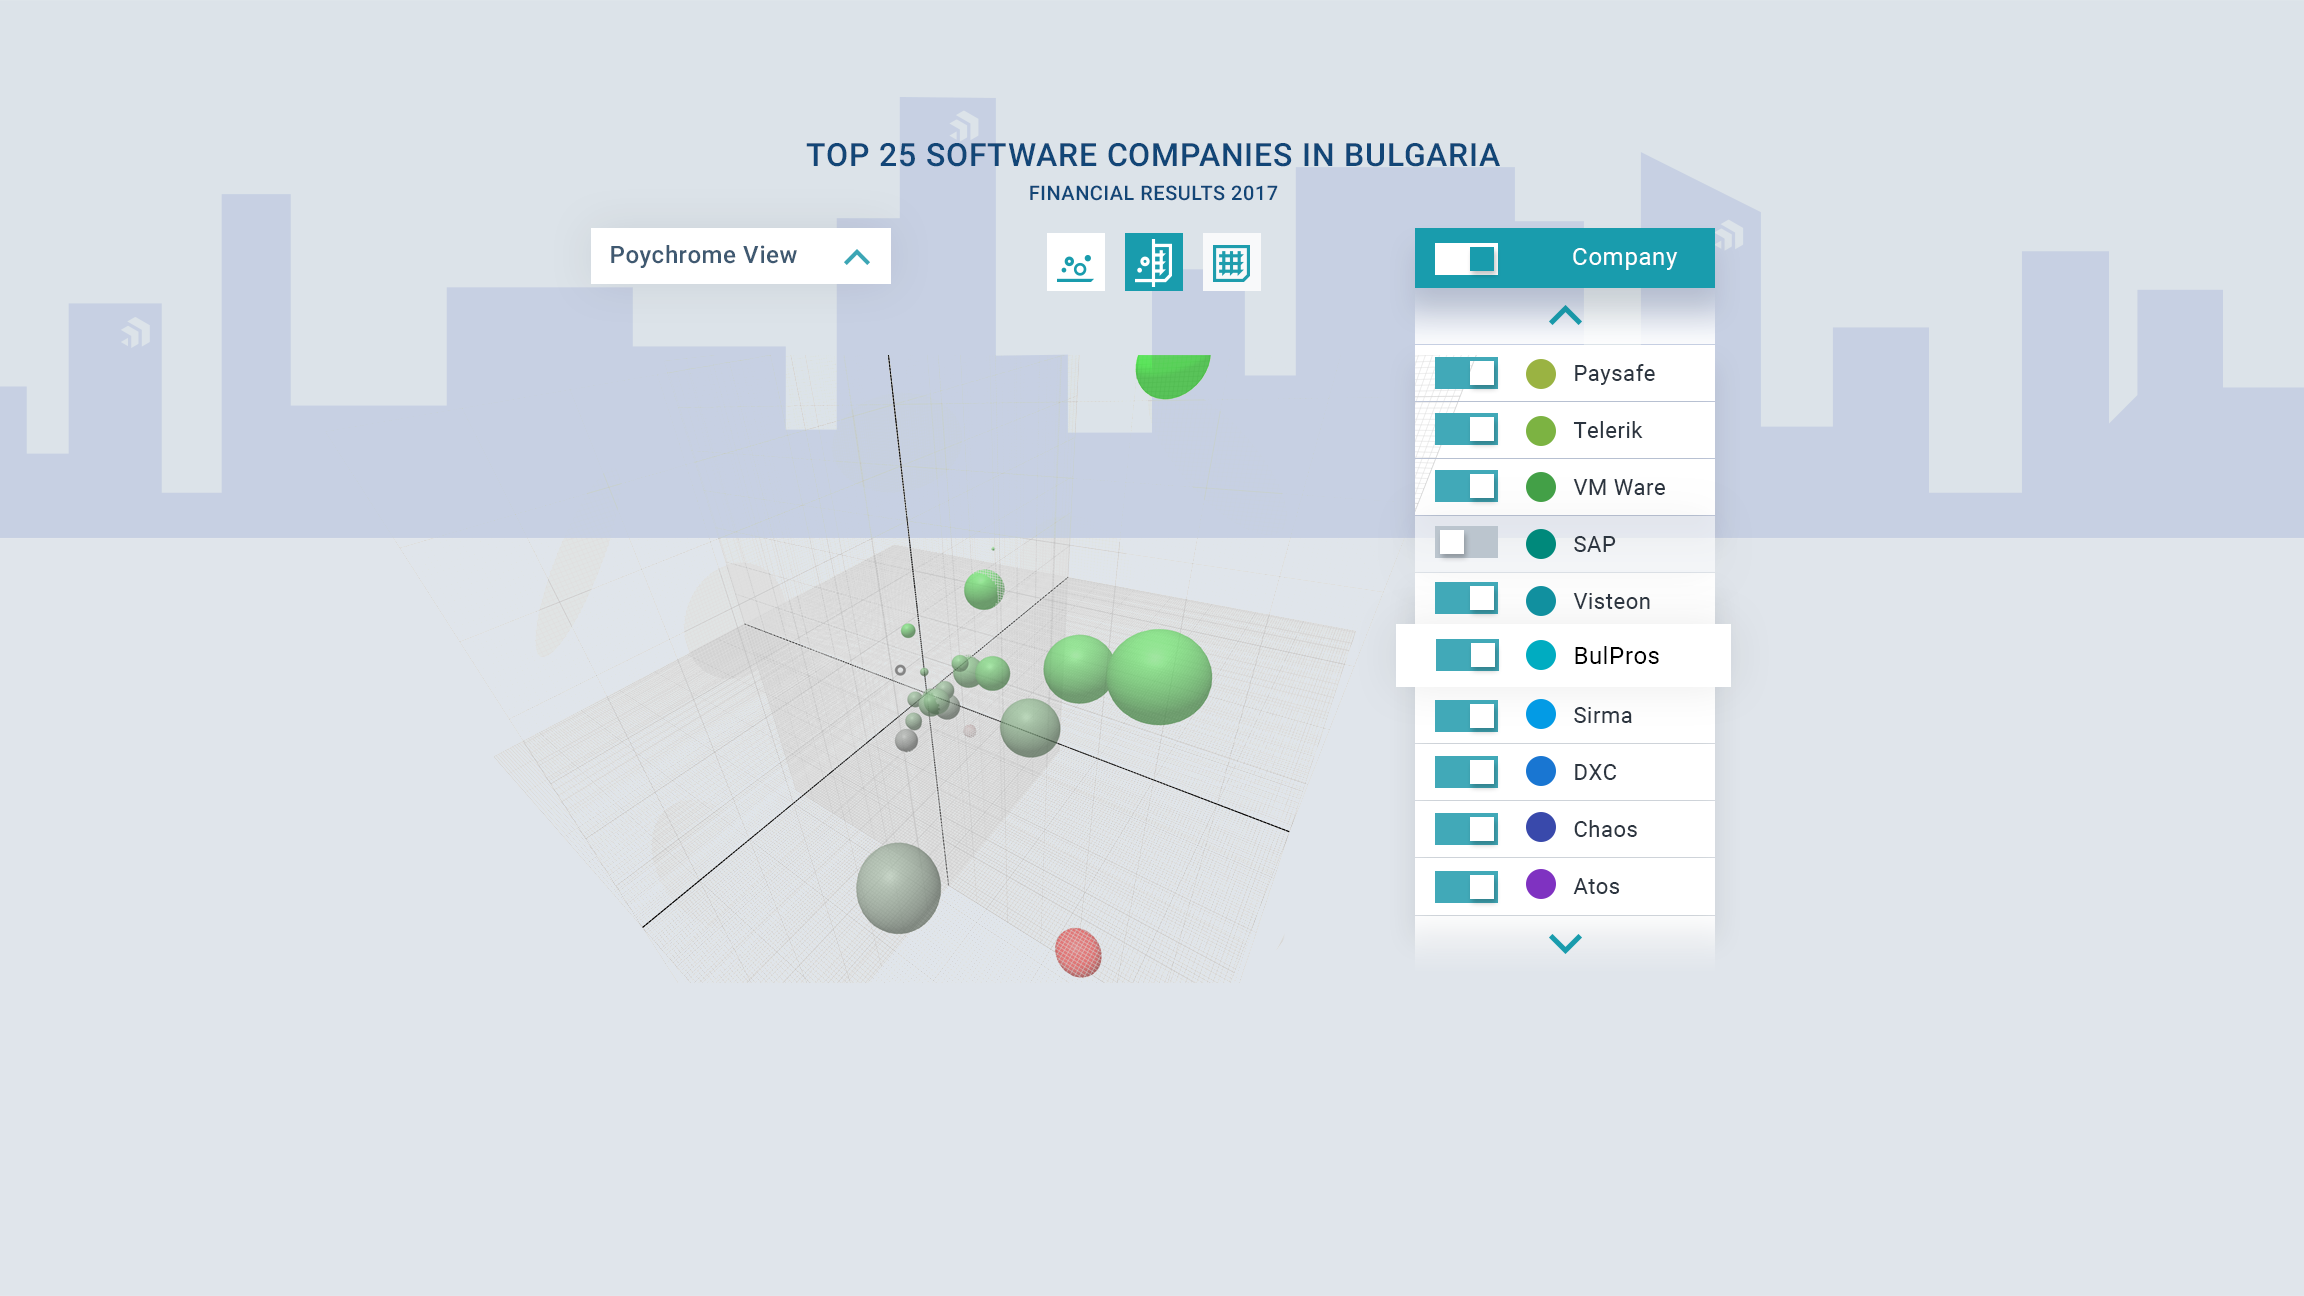 TOP 25 SOFTWARE COMPANIES IN BULGARIA
FINANCIAL RESULTS 2017
Poychrome View
Company
Paysafe
Telerik
VM Ware
SAP
Visteon
BulPros
Sirma
DXC
Chaos
Atos